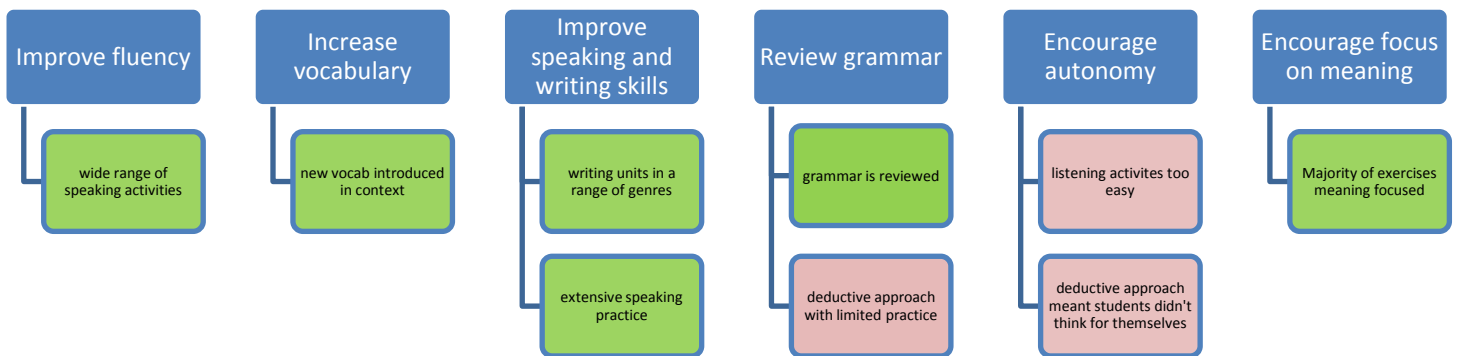 Improve fluency
wide range of
speaking activities
Increase
vocabulary
new vocab introduced
in context
Improve
speaking and
writing skills
writing units in a
range of genres
extensive speaking
practice
Review grammar
grammar is reviewed
deductive approach
with limited practice
Encourage
autonomy
listening activites too
easy
deductive approach
meant students didn't
think for themselves
Encourage focus
on meaning
Majority of exercises
meaning focused